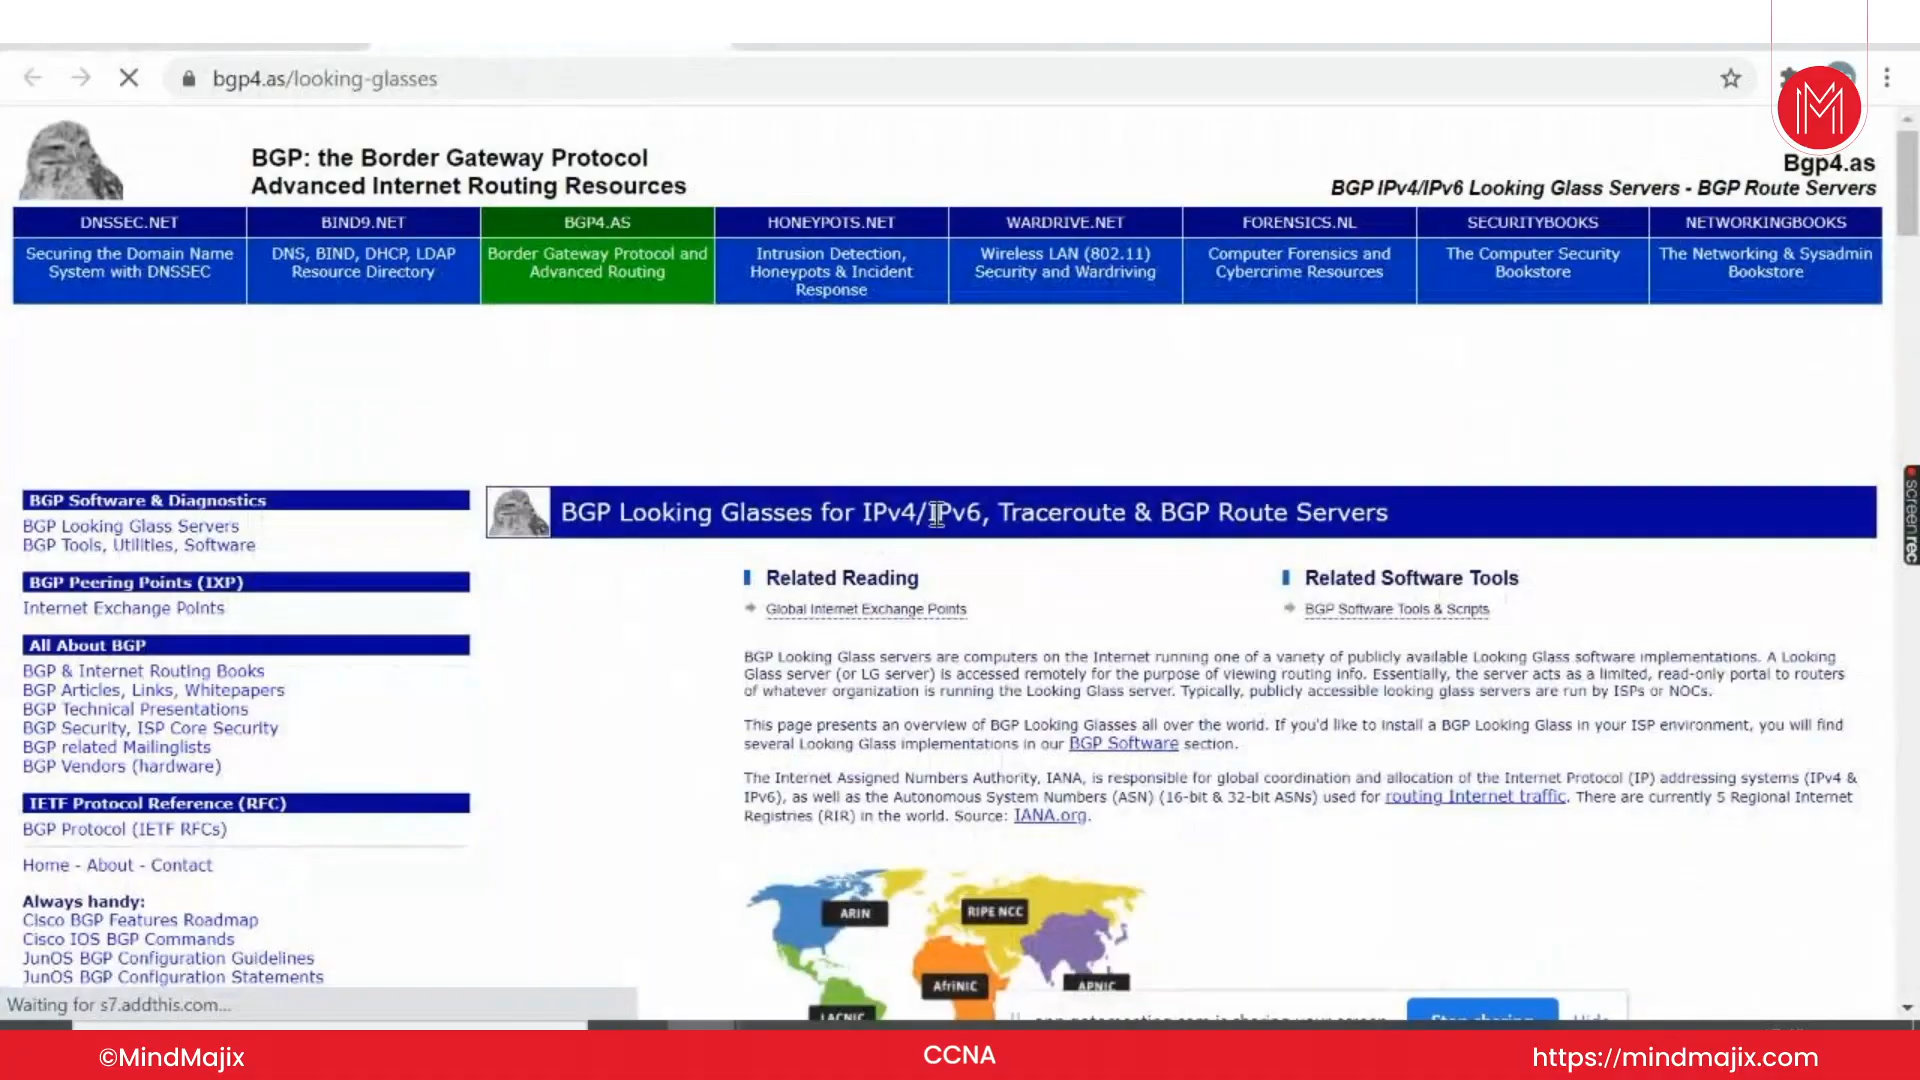 bgp4.as/looking-glasses
BGP: the Border Gateway Protocol
Advanced Internet Routing Resources
Bgp4.as
BGP IPv4/IPv6 Looking Glass Servers - BGP Route Servers
DNSSEC.NET
BIND9.NET
BGP4.AS
HONEYPOTS.NET
WARDRIVE.NET
FORENSICS.NL
SECURITYBOOKS
NETWORKINGBOOKS
Securing the Domain Name
System with DNSSEC
DNS, BIND, DHCP, LDAP
Resource Directory
Border Gateway Protocol and
Advanced Routing
Intrusion Detection,
Honeypots & Incident
Response
Wireless LAN (802.11)
Security and Wardriving
Computer Forensics and
Cybercrime Resources
The Computer Security
Bookstore
The Networking & Sysadmin
Bookstore
BGP Software & Diagnostics
BGP Looking Glass Servers
BGP Tools, Utilities, Software
BGP Peering Points (IXP)
Internet Exchange Points
All About BGP
BGP & Internet Routing Books
BGP Articles, Links, Whitepapers
BGP Technical Presentations
BGP Security, ISP Core Security
BGP related Mailinglists
BGP Vendors (hardware)
IETF Protocol Reference (RFC)
BGP Protocol (IETF RFCs)
Home - About - Contact
Always handy:
Cisco BGP Features Roadmap
Cisco IOS BGP Commands
JunOS BGP Configuration Guidelines
JunOS BGP Configuration Statements
Waiting for s7.addthis.com...
BGP Looking Glasses for IPv4/IPv6, Traceroute & BGP Route Servers
Related Reading
Global Internet Exchange Points
Related Software Tools
BGP Software Tools & Scripts
BGP Looking Glass servers are computers on the Internet running one of a variety of publicly available Looking Glass software implementations. A Looking
Glass server (or LG server) is accessed remotely for the purpose of viewing routing info. Essentially, the server acts as a limited, read-only portal to routers
of whatever organization is running the Looking Glass server. Typically, publicly accessible looking glass servers are run by ISPs or NOCs.
This page presents an overview of BGP Looking Glasses all over the world. If you'd like to install a BGP Looking Glass in your ISP environment, you will find
several Looking Glass implementations in our BGP Software section.
The Internet Assigned Numbers Authority, IANA, is responsible for global coordination and allocation of the Internet Protocol (IP) addressing systems (IPv4 &
IPv6), as well as the Autonomous System Numbers (ASN) (16-bit & 32-bit ASNs) used for routing Internet traffic. There are currently 5 Regional Internet
Registries (RIR) in the world. Source: IANA.org.
ARIN
RIPE NCC
AfriNIC
APNIC
LACNIC
app.gotomeeting.com is sharing your screen.
Stop sharing
Hide
screenrec
©MindMajix
CCNA
https://mindmajix.com